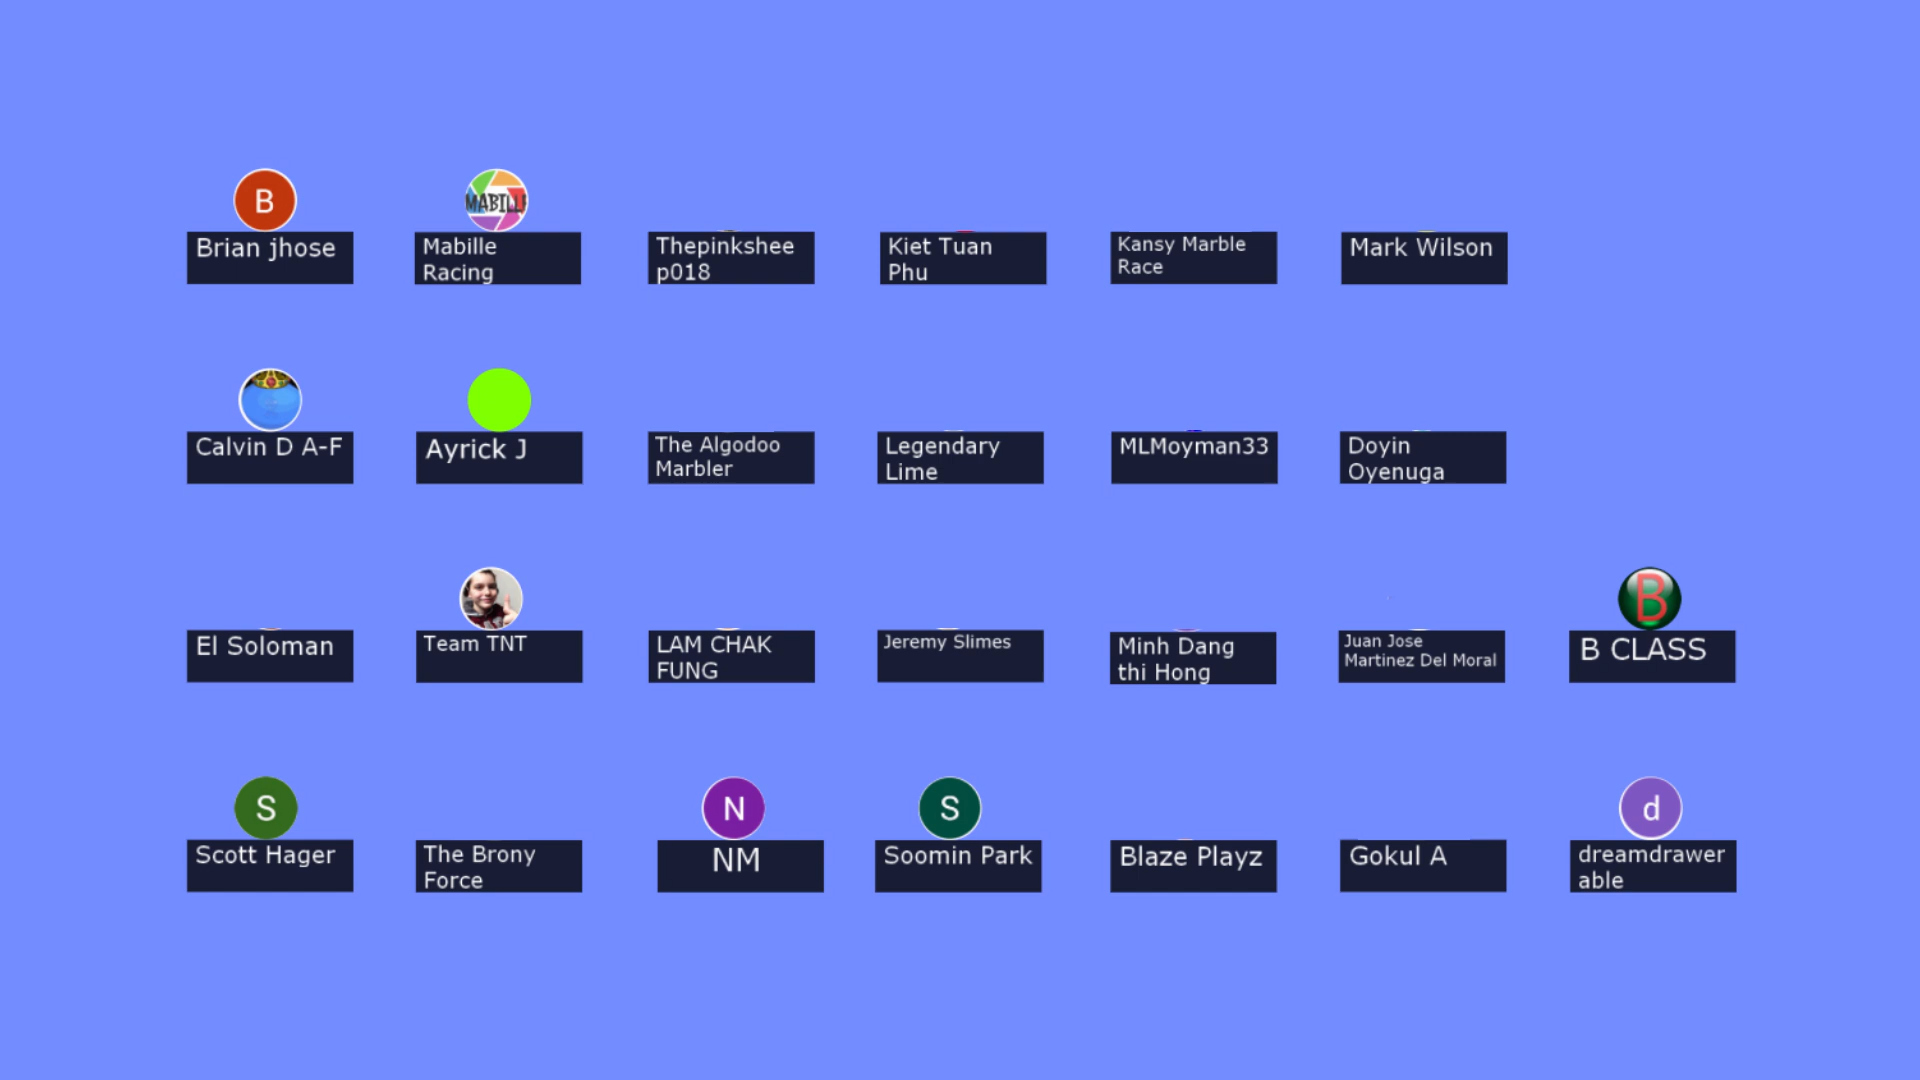 B
MABILLE
Brian jhose
Mabille
Racing
Thepinkshee
p018
Kiet Tuan
Phu
Kansy Marble
Race
Mark Wilson
Calvin D A-F
Ayrick J
The Algodoo
Marbler
Legendary
Lime
MLMoyman33
Doyin
Oyenuga
B
El Soloman
Team TNT
LAM CHAK
FUNG
Jeremy Slimes
Minh Dang
thi Hong
Juan Jose
Martinez Del Moral
B CLASS
S
N
S
d
Scott Hager
The Brony
Force
NM
Soomin Park
Blaze Playz
Gokul A
dreamdrawer
able